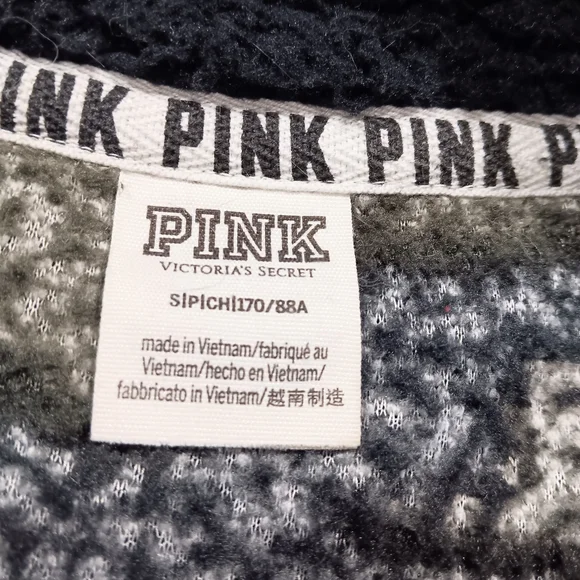 INK PINK PINK PINK P
PINK
VICTORIA'S SECRET
S|P|CH|170/88A
made in Vietnam/fabriqué au
Vietnam/hecho en Vietnam/
fabbricato in Vietnam/越南制造